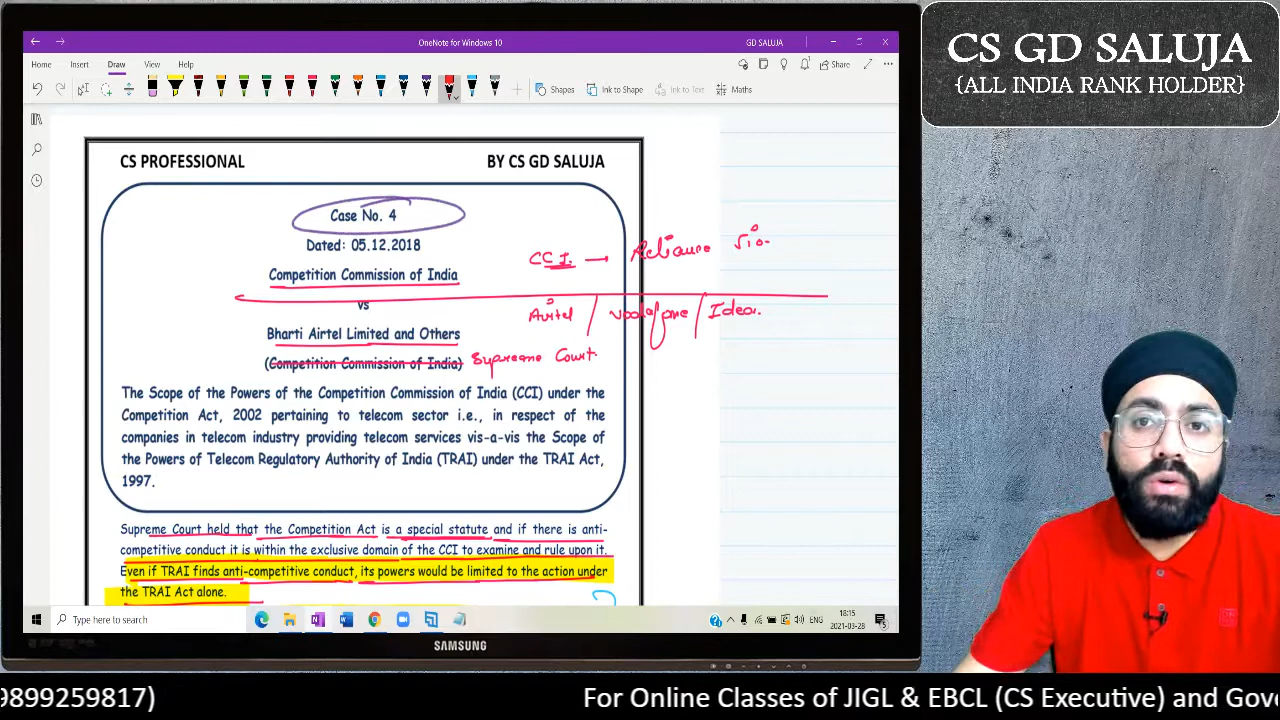 OneNote for Windows 10
GD SALUJA
Home Insert Draw View Help
Share
Shapes Ink to Shape Ink to Text Maths
CS GD SALUJA
{ALL INDIA RANK HOLDER}
CS PROFESSIONAL BY CS GD SALUJA
Case No. 4
Dated: 05.12.2018
CCI → Reliance Jio
Competition Commission of India
vs
Airtel / Vodafone / Idea.
Bharti Airtel Limited and Others
(Competition Commission of India) Supreme Court
The Scope of the Powers of the Competition Commission of India (CCI) under the
Competition Act, 2002 pertaining to telecom sector i.e., in respect of the
companies in telecom industry providing telecom services vis-a-vis the Scope of
the Powers of Telecom Regulatory Authority of India (TRAI) under the TRAI Act,
1997.
Supreme Court held that the Competition Act is a special statute and if there is anti-
competitive conduct it is within the exclusive domain of the CCI to examine and rule upon it.
Even if TRAI finds anti-competitive conduct, its powers would be limited to the action under
the TRAI Act alone.
Type here to search
ENG
18:15
2021-03-28
SAMSUNG
9899259817)
For Online Classes of JIGL & EBCL (CS Executive) and Gove